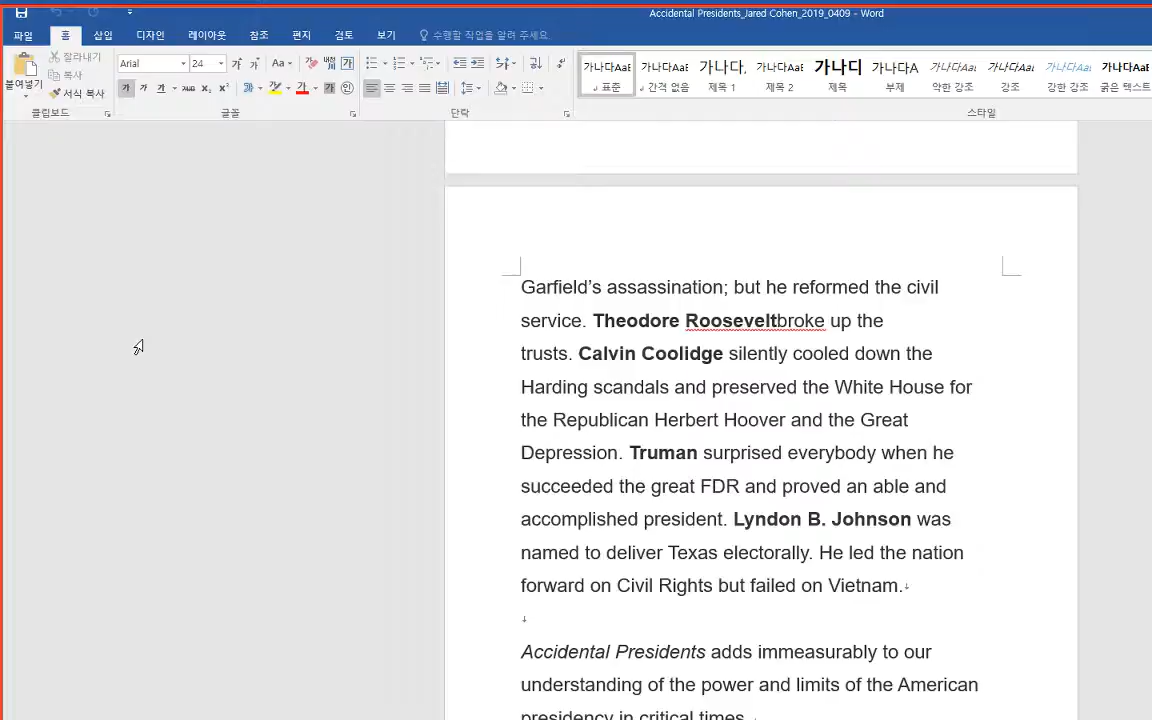 Accidental Presidents_Jared Cohen_2019_0409 - Word
파일 홈 삽입 디자인 레이아웃 참조 편지 검토 보기 수행할 작업을 알려 주세요.
붙여넣기 잘라내기 복사 서식 복사
Arial 24 Aa
가나다AaE 가나다AaE 가나다, 가나다AaE 가나디 가나다A 가나다Aa 가나다Aa 가나다Aa 가나다AaE
표준 간격 없음 제목 1 제목 2 제목 부제 약한 강조 강조 강한 강조 굵은 텍스트
클립보드 글꼴 단락 스타일
Garfield’s assassination; but he reformed the civil
service. Theodore Rooseveltbroke up the
trusts. Calvin Coolidge silently cooled down the
Harding scandals and preserved the White House for
the Republican Herbert Hoover and the Great
Depression. Truman surprised everybody when he
succeeded the great FDR and proved an able and
accomplished president. Lyndon B. Johnson was
named to deliver Texas electorally. He led the nation
forward on Civil Rights but failed on Vietnam.
Accidental Presidents adds immeasurably to our
understanding of the power and limits of the American
presidency in critical times.